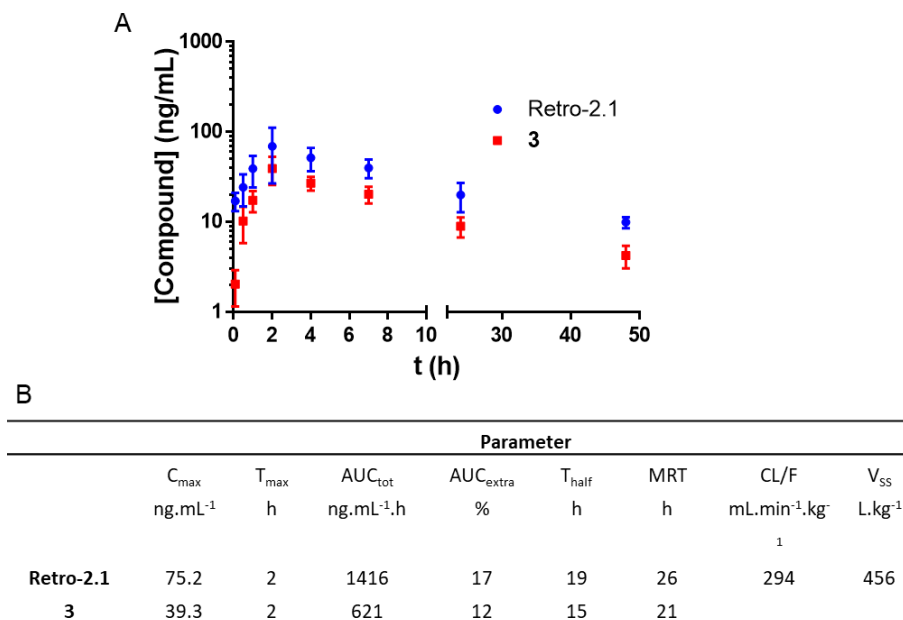 A
1000
100
10
1
[Compound] (ng/mL)
Retro-2.1
3
0 2 4 6 8 10 30 40 50
t (h)
B
Parameter
Cmax Tmax AUCtot AUCextra Thalf MRT CL/F VSS
ng.mL-1 h ng.mL-1.h % h h mL.min-1.kg- L.kg-1
1
Retro-2.1 75.2 2 1416 17 19 26 294 456
3 39.3 2 621 12 15 21